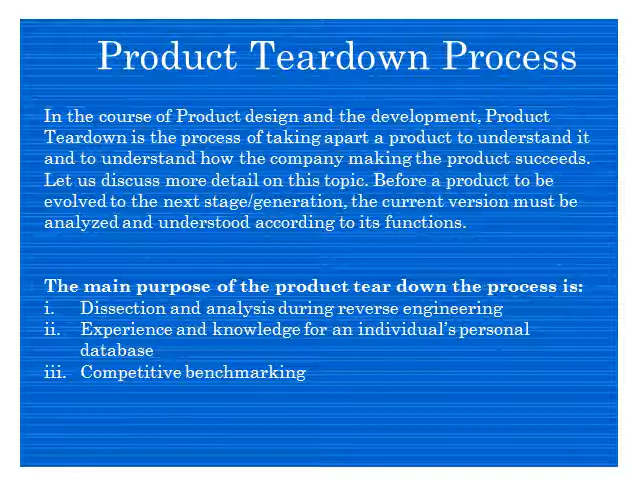 Product Teardown Process
In the course of Product design and the development, Product
Teardown is the process of taking apart a product to understand it
and to understand how the company making the product succeeds.
Let us discuss more detail on this topic. Before a product to be
evolved to the next stage/generation, the current version must be
analyzed and understood according to its functions.
The main purpose of the product tear down the process is:
i. Dissection and analysis during reverse engineering
ii. Experience and knowledge for an individual's personal
database
iii. Competitive benchmarking